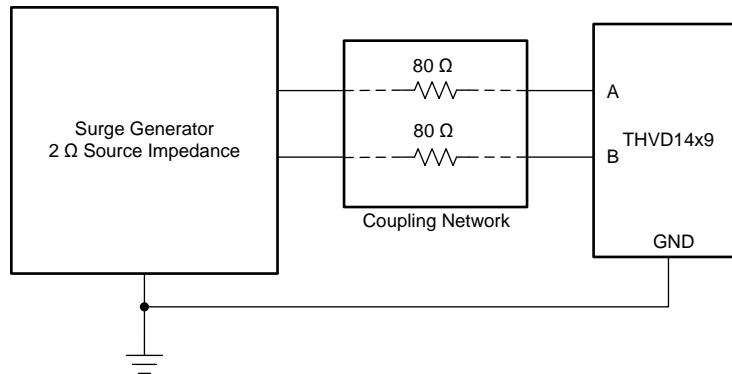 Surge Generator
2 Ω Source Impedance
80 Ω
80 Ω
Coupling Network
A
B
THVD14x9
GND